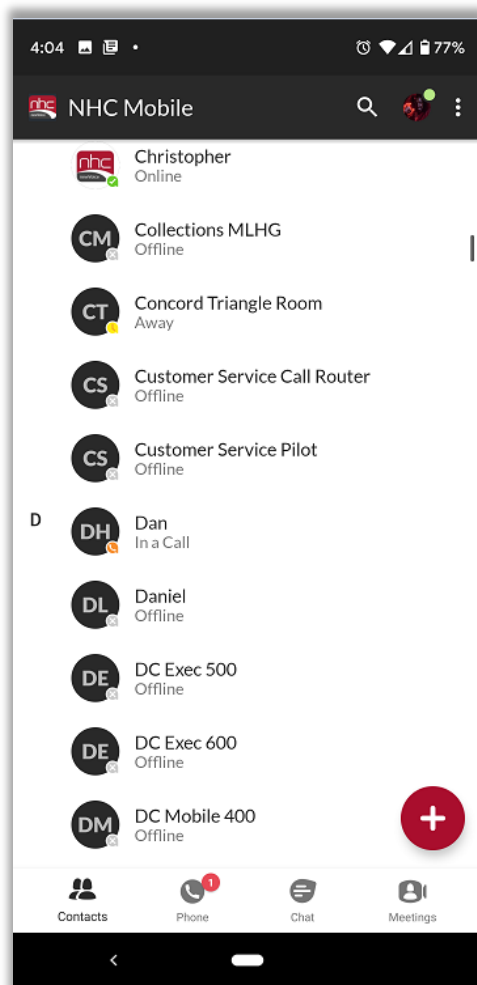 4:04
77%
nhc
NHC Mobile
nhc
Christopher
Online
CM
Collections MLHG
Offline
CT
Concord Triangle Room
Away
CS
Customer Service Call Router
Offline
CS
Customer Service Pilot
Offline
D
DH
Dan
In a Call
DL
Daniel
Offline
DE
DC Exec 500
Offline
DE
DC Exec 600
Offline
DM
DC Mobile 400
Offline
1
Contacts
Phone
Chat
Meetings